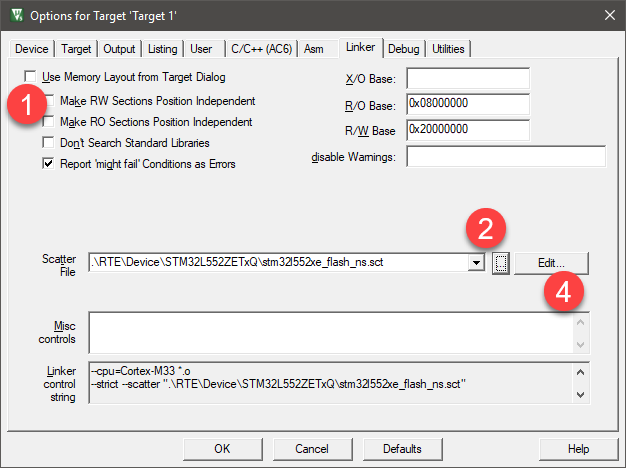 Options for Target 'Target 1'
Device Target Output Listing User C/C++ (AC6) Asm Linker Debug Utilities
Use Memory Layout from Target Dialog
X/O Base:
1
Make RW Sections Position Independent
R/O Base: 0x08000000
Make RO Sections Position Independent
R/W Base 0x20000000
Don't Search Standard Libraries
disable Warnings:
Report 'might fail' Conditions as Errors
2
Scatter
File
.\RTE\Device\STM32L552ZETxQ\stm32l552xe_flash_ns.sct
...
Edit...
4
Misc
controls
Linker
control
string
--cpu=Cortex-M33 *.o
--strict --scatter ".\RTE\Device\STM32L552ZETxQ\stm32l552xe_flash_ns.sct"
OK Cancel Defaults Help